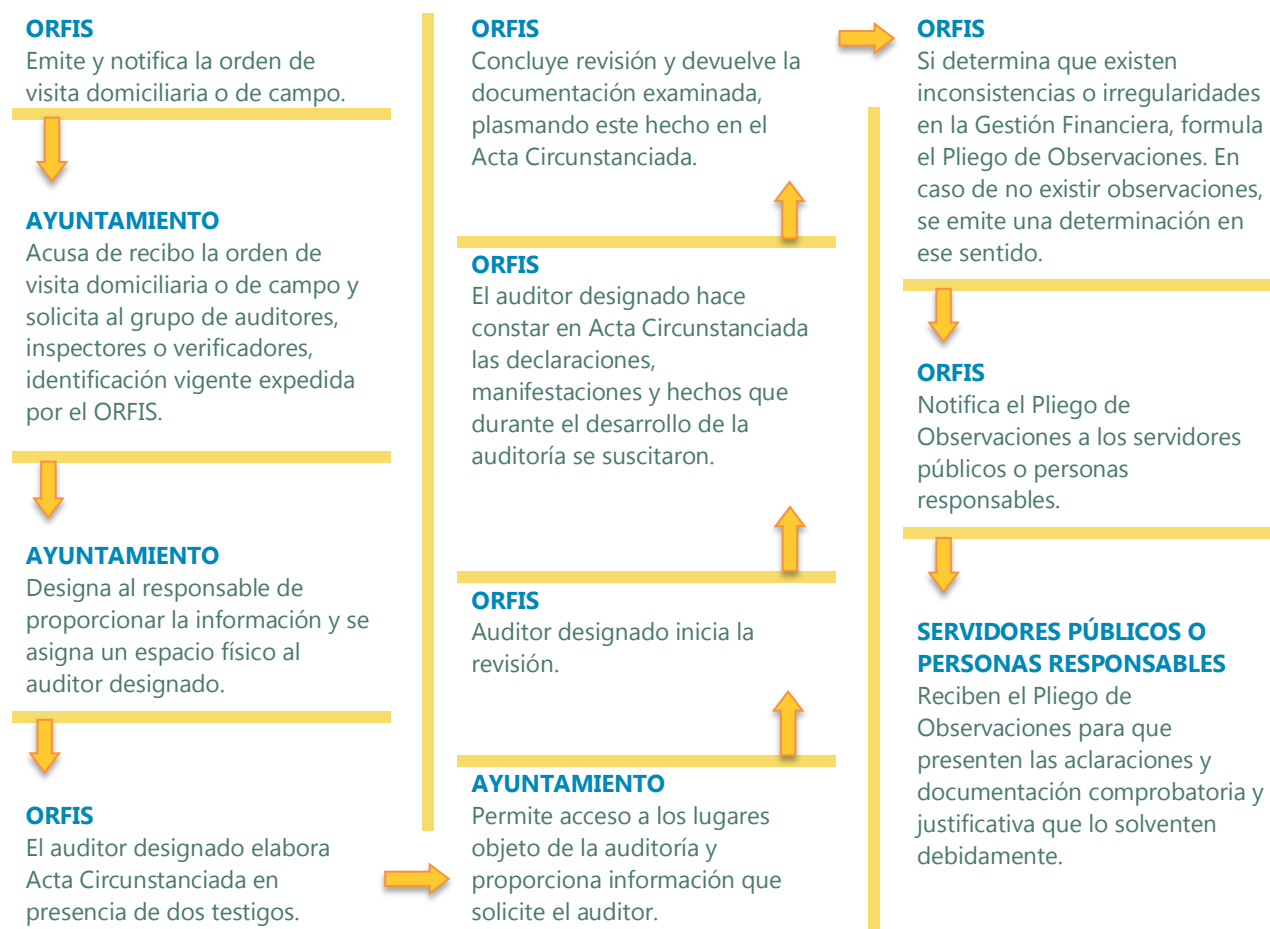 ORFIS
Emite y notifica la orden de
visita domiciliaria o de campo.
AYUNTAMIENTO
Acusa de recibo la orden de
visita domiciliaria o de campo y
solicita al grupo de auditores,
inspectores o verificadores,
identificación vigente expedida
por el ORFIS.
AYUNTAMIENTO
Designa al responsable de
proporcionar la información y se
asigna un espacio físico al
auditor designado.
ORFIS
El auditor designado elabora
Acta Circunstanciada en
presencia de dos testigos.
AYUNTAMIENTO
Permite acceso a los lugares
objeto de la auditoría y
proporciona información que
solicite el auditor.
ORFIS
Auditor designado inicia la
revisión.
ORFIS
El auditor designado hace
constar en Acta Circunstanciada
las declaraciones,
manifestaciones y hechos que
durante el desarrollo de la
auditoría se suscitaron.
ORFIS
Concluye revisión y devuelve la
documentación examinada,
plasmando este hecho en el
Acta Circunstanciada.
ORFIS
Si determina que existen
inconsistencias o irregularidades
en la Gestión Financiera, formula
el Pliego de Observaciones. En
caso de no existir observaciones,
se emite una determinación en
ese sentido.
ORFIS
Notifica el Pliego de
Observaciones a los servidores
públicos o personas
responsables.
SERVIDORES PÚBLICOS O
PERSONAS RESPONSABLES
Reciben el Pliego de
Observaciones para que
presenten las aclaraciones y
documentación comprobatoria y
justificativa que lo solventen
debidamente.